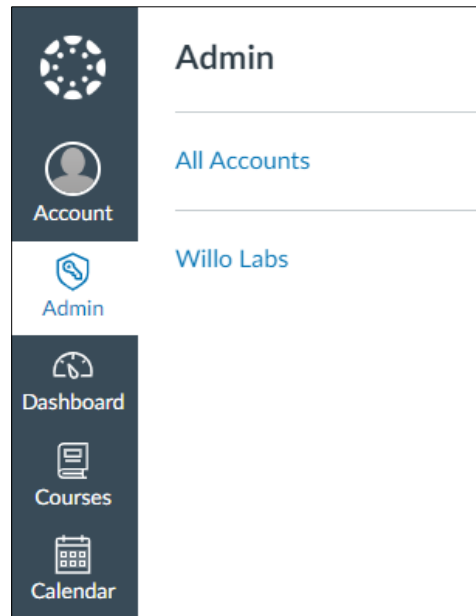 Admin
All Accounts
Willo Labs
Account
Admin
Dashboard
Courses
Calendar